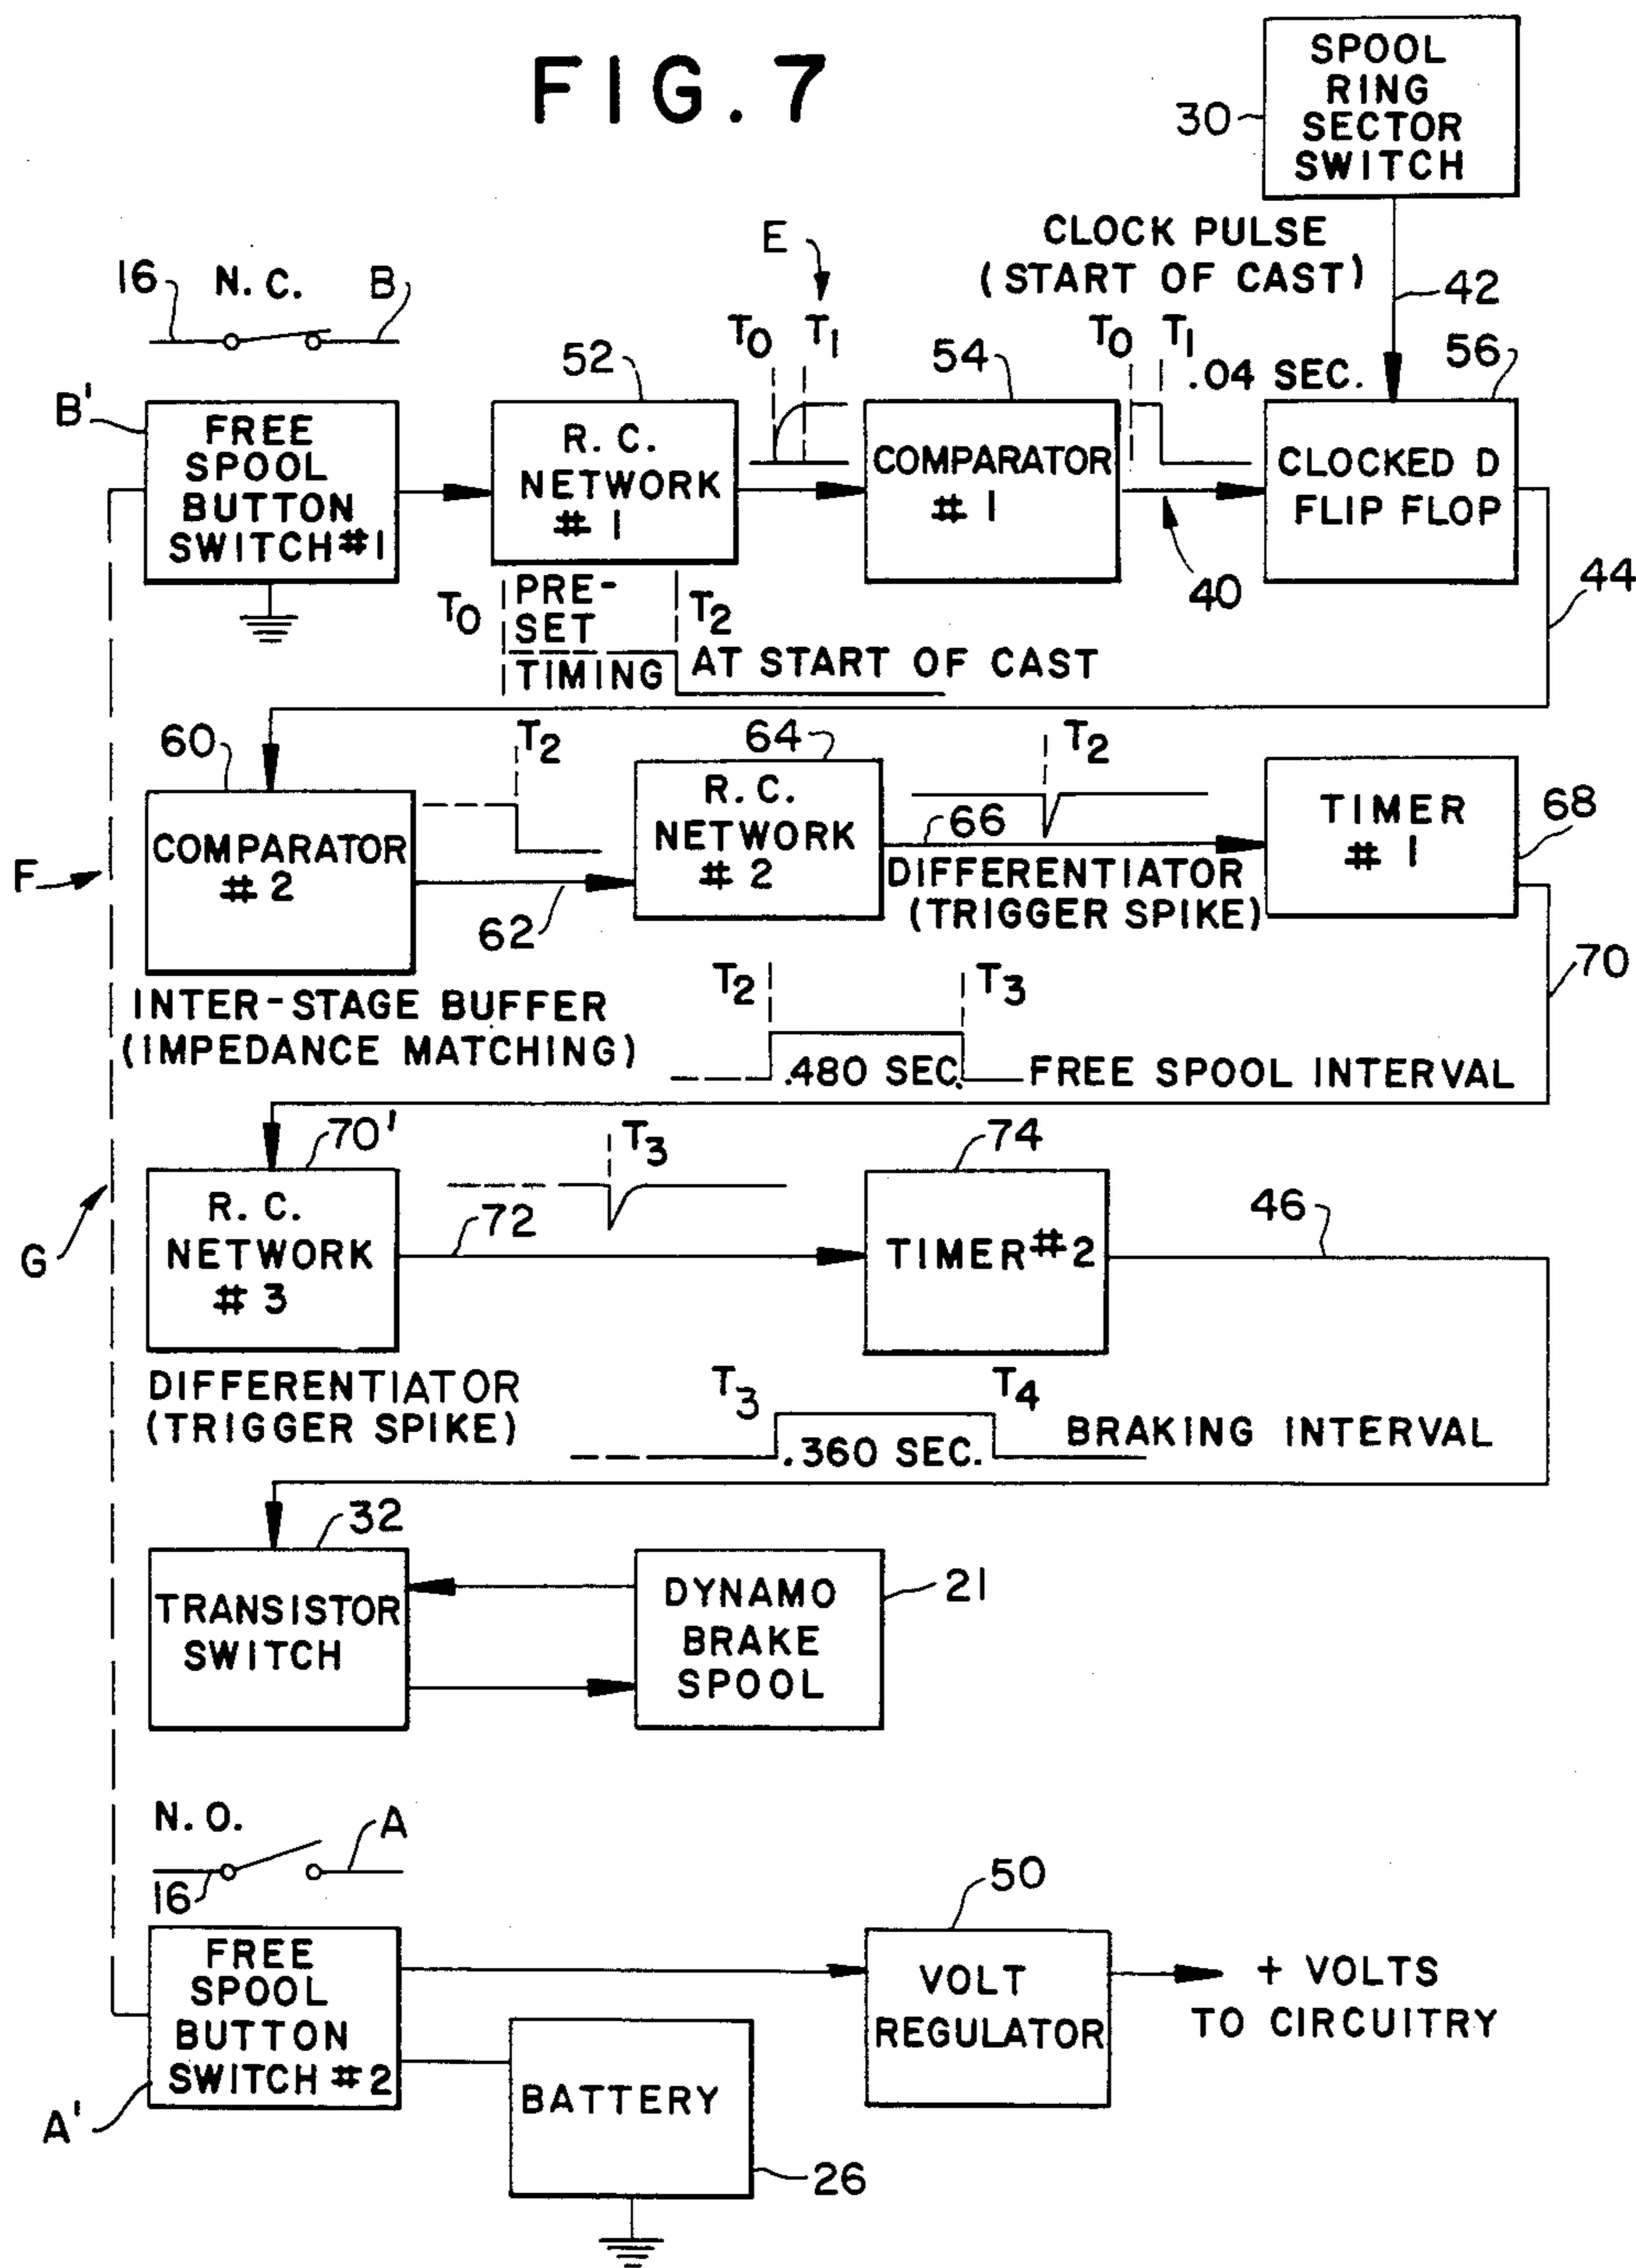 FIG. 7
SPOOL
RING
SECTOR
SWITCH
30
CLOCK PULSE
(START OF CAST)
42
16
N. C.
B
E
T0
T1
T0
T1
.04 SEC.
52
54
56
B'
FREE
SPOOL
BUTTON
SWITCH #1
R. C.
NETWORK
# 1
COMPARATOR
# 1
40
CLOCKED D
FLIP FLOP
44
T0
PRE-
SET
TIMING
T2
AT START OF CAST
60
T2
64
T2
COMPARATOR
# 2
62
R. C.
NETWORK
# 2
66
DIFFERENTIATOR
(TRIGGER SPIKE)
TIMER
# 1
68
F
70
INTER-STAGE BUFFER
(IMPEDANCE MATCHING)
T2
T3
.480 SEC.
FREE SPOOL INTERVAL
70'
T3
74
R. C.
NETWORK
# 3
72
TIMER #2
46
G
DIFFERENTIATOR
(TRIGGER SPIKE)
T3
T4
.360 SEC.
BRAKING INTERVAL
32
TRANSISTOR
SWITCH
DYNAMO
BRAKE
SPOOL
21
N. O.
16
A
50
FREE
SPOOL
BUTTON
SWITCH #2
A'
VOLT
REGULATOR
+ VOLTS
TO CIRCUITRY
BATTERY
26